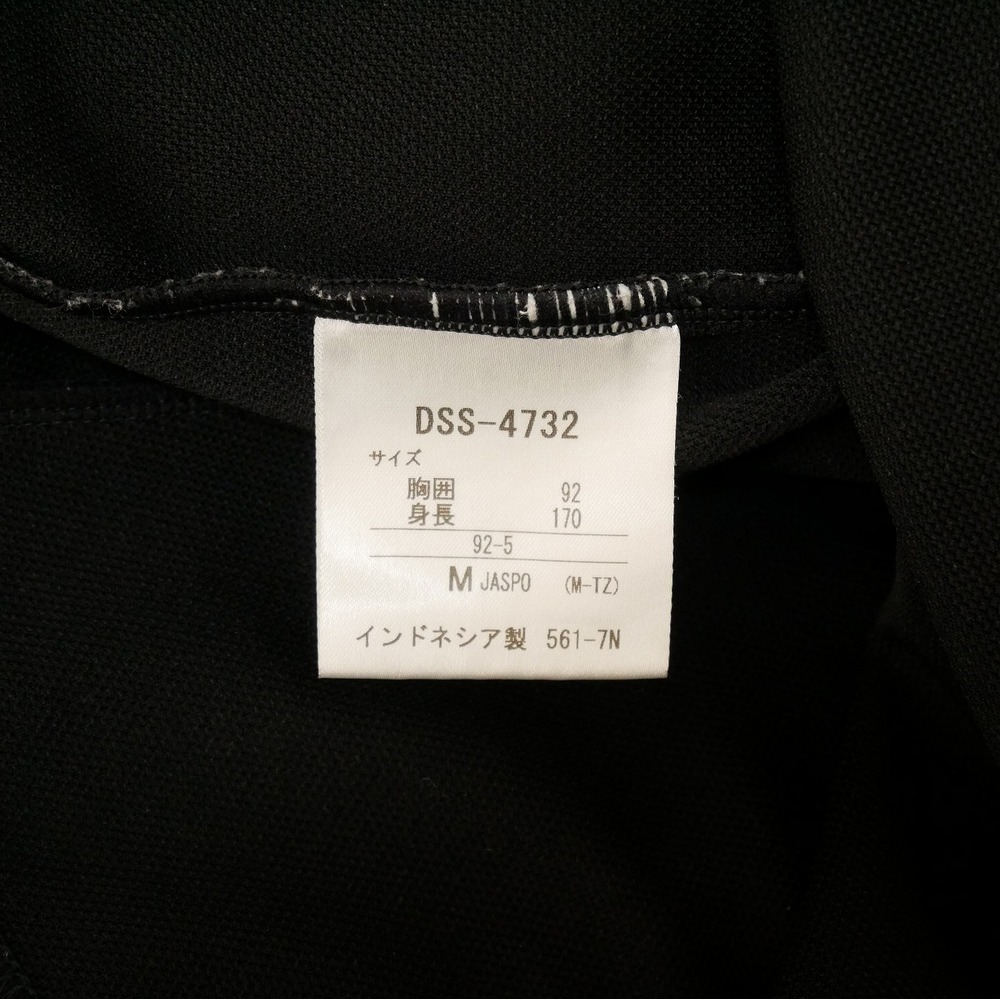 DSS-4732
サイズ
胸囲 92
身長 170
92-5
M JASPO (M-TZ)
インドネシア製 561-7N